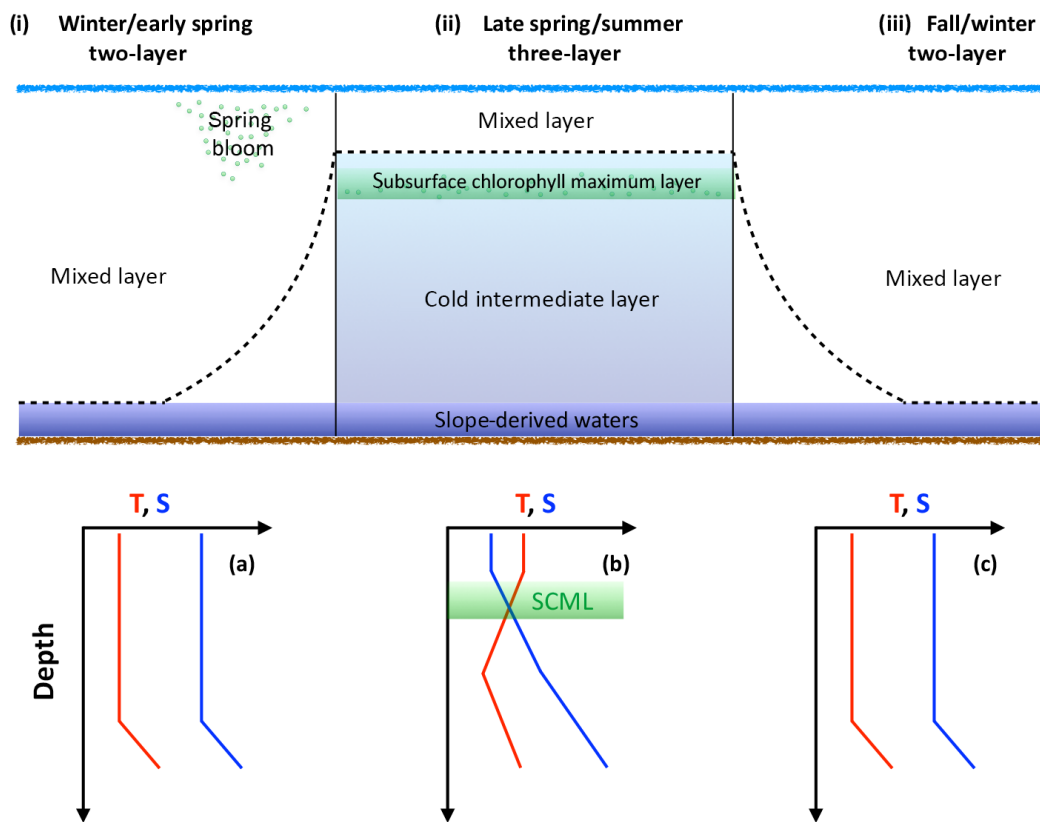 (i) Winter/early spring
two-layer
(ii) Late spring/summer
three-layer
(iii) Fall/winter
two-layer
Spring
bloom
Mixed layer
Subsurface chlorophyll maximum layer
Mixed layer
Cold intermediate layer
Mixed layer
Slope-derived waters
T, S
(a)
Depth
T, S
(b)
SCML
T, S
(c)